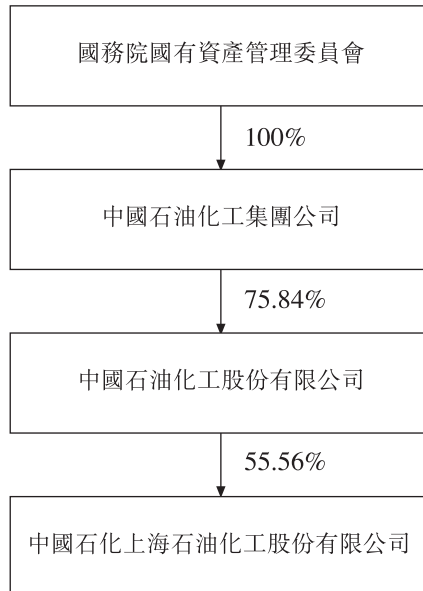 國務院國有資產管理委員會
100%
中國石油化工集團公司
75.84%
中國石油化工股份有限公司
55.56%
中國石化上海石油化工股份有限公司